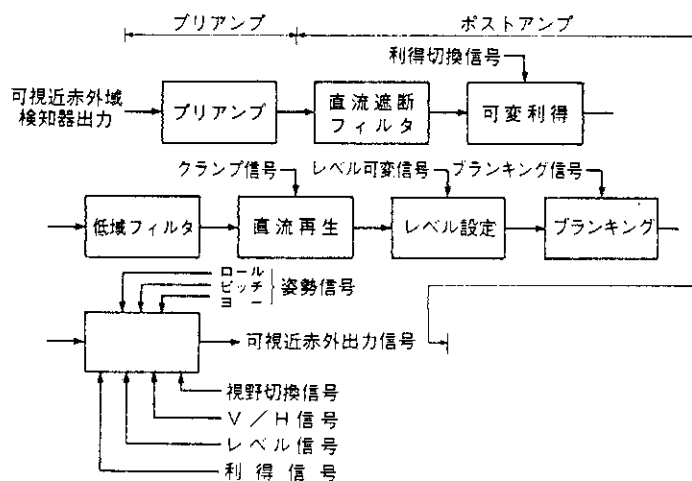 プリアンプ
ポストアンプ
利得切換信号
可視近赤外域
検知器出力
プリアンプ
直流遮断
フィルタ
可変利得
クランプ信号
レベル可変信号
ブランキング信号
低域フィルタ
直流再生
レベル設定
ブランキング
ロール
ピッチ
ヨー
姿勢信号
可視近赤外出力信号
視野切換信号
V/H信号
レベル信号
利得信号